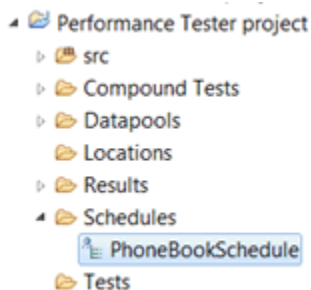 Performance Tester project
src
Compound Tests
Datapools
Locations
Results
Schedules
PhoneBookSchedule
Tests